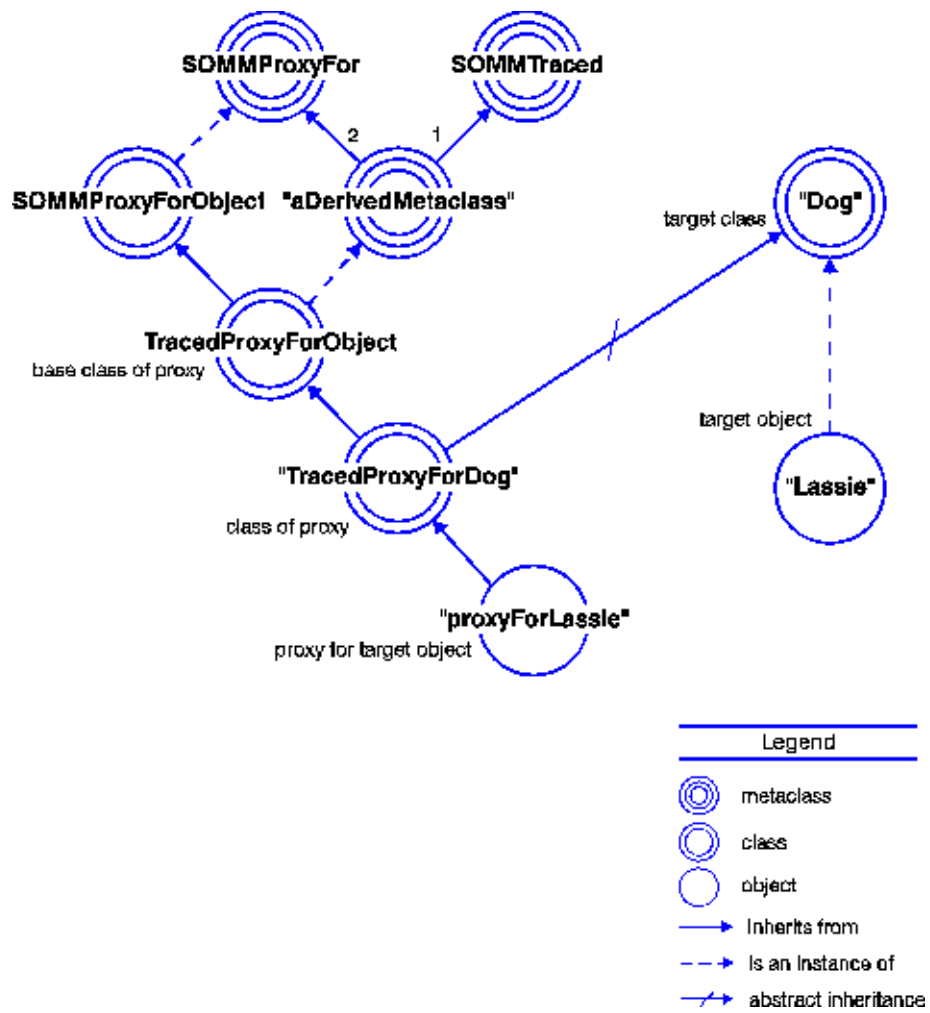 SOMMProxyFor
SOMMTraced
2
1
SOMMProxyForObject
"aDerivedMetaclass"
"Dog"
target class
TracedProxyForObject
base class of proxy
target object
"TracedProxyForDog"
"Lassie"
class of proxy
"proxyForLassie"
proxy for target object
Legend
metaclass
class
object
Inherits from
Is an Instance of
abstract inheritance